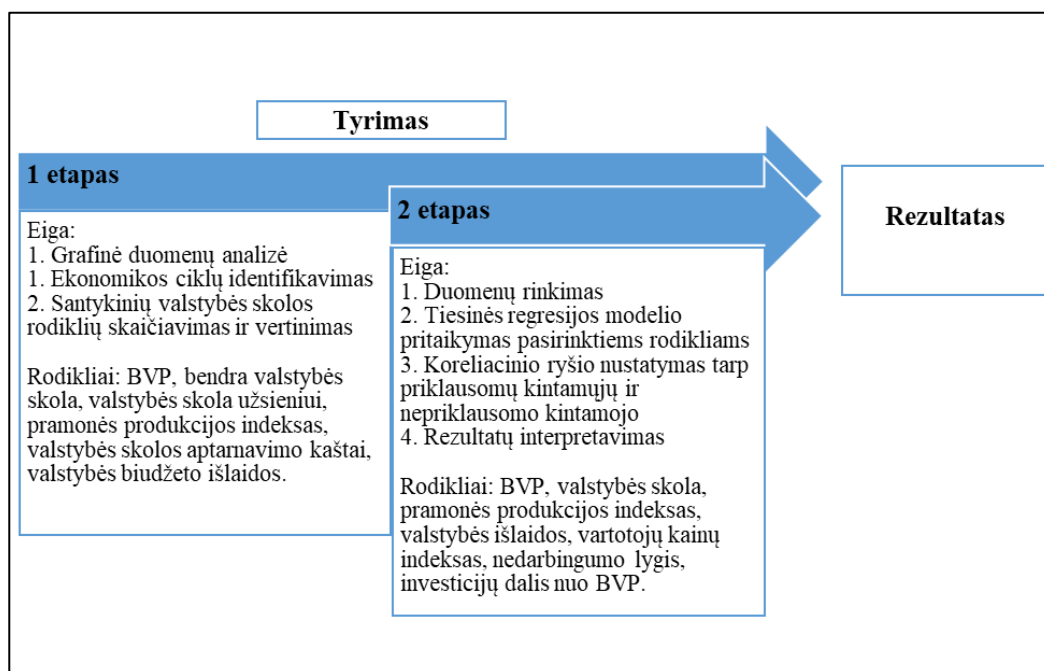 Tyrimas
1 etapas
Eiga:
1. Grafinė duomenų analizė
1. Ekonomikos ciklų identifikavimas
2. Santykinių valstybės skolos
rodiklių skaičiavimas ir vertinimas
Rodikliai: BVP, bendra valstybės
skola, valstybės skola užsieniui,
pramonės produkcijos indeksas,
valstybės skolos aptarnavimo kaštai,
valstybės biudžeto išlaidos.
2 etapas
Eiga:
1. Duomenų rinkimas
2. Tiesinės regresijos modelio
pritaikymas pasirinktiems rodikliams
3. Koreliacinio ryšio nustatymas tarp
priklausomų kintamųjų ir
nepriklausomo kintamojo
4. Rezultatų interpretavimas
Rodikliai: BVP, valstybės skola,
pramonės produkcijos indeksas,
valstybės išlaidos, vartotojų kainų
indeksas, nedarbingumo lygis,
investicijų dalis nuo BVP.
Rezultatas